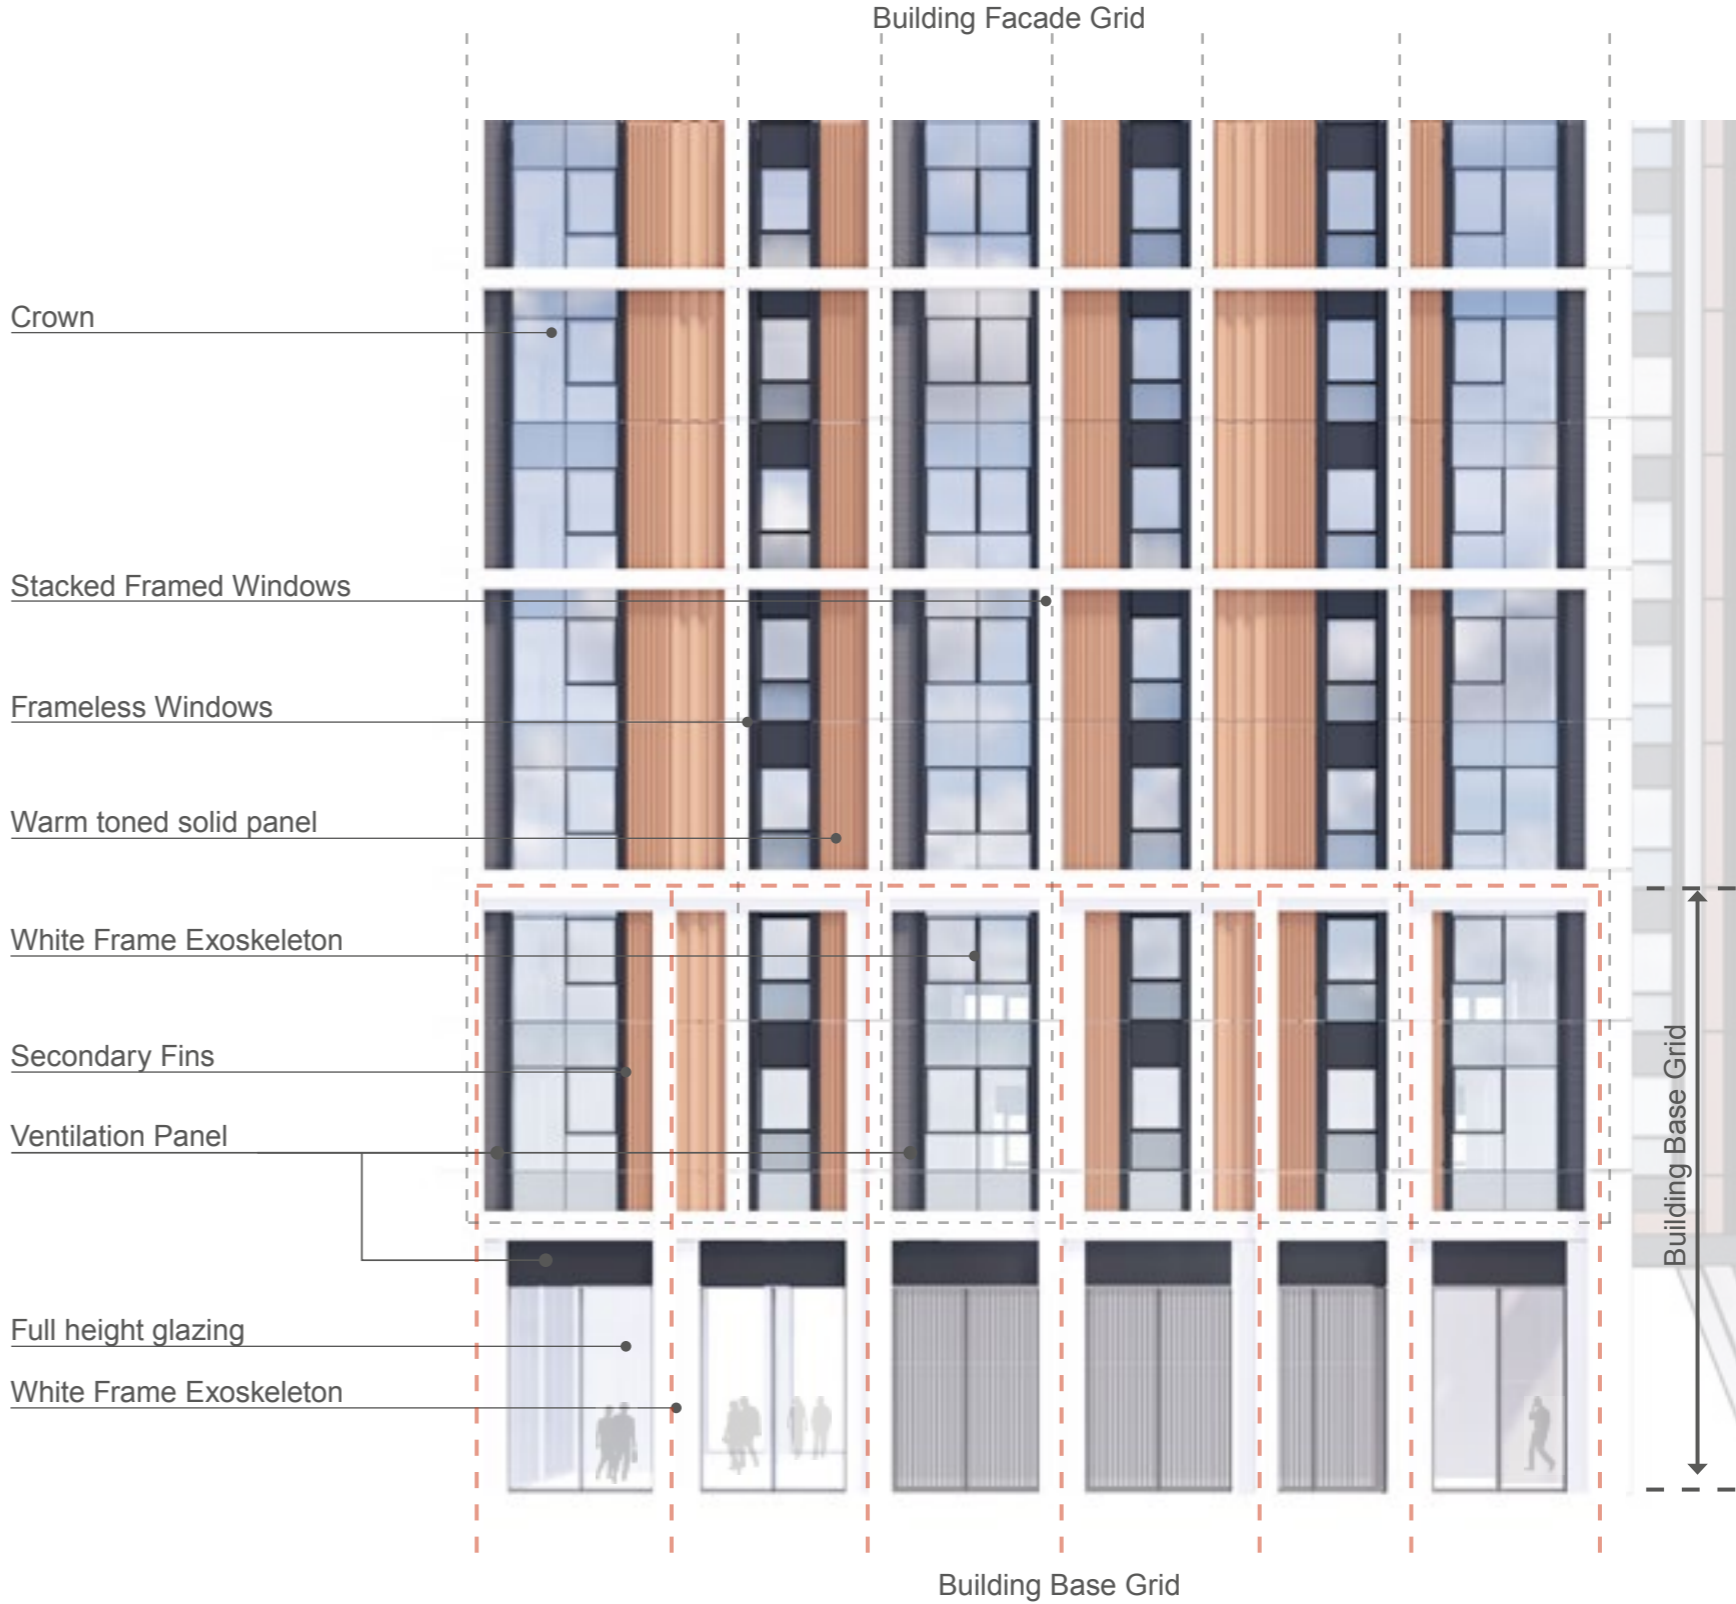 Building Facade Grid
Crown
Stacked Framed Windows
Frameless Windows
Warm toned solid panel
White Frame Exoskeleton
Secondary Fins
Ventilation Panel
Full height glazing
White Frame Exoskeleton
Building Base Grid
Building Base Grid